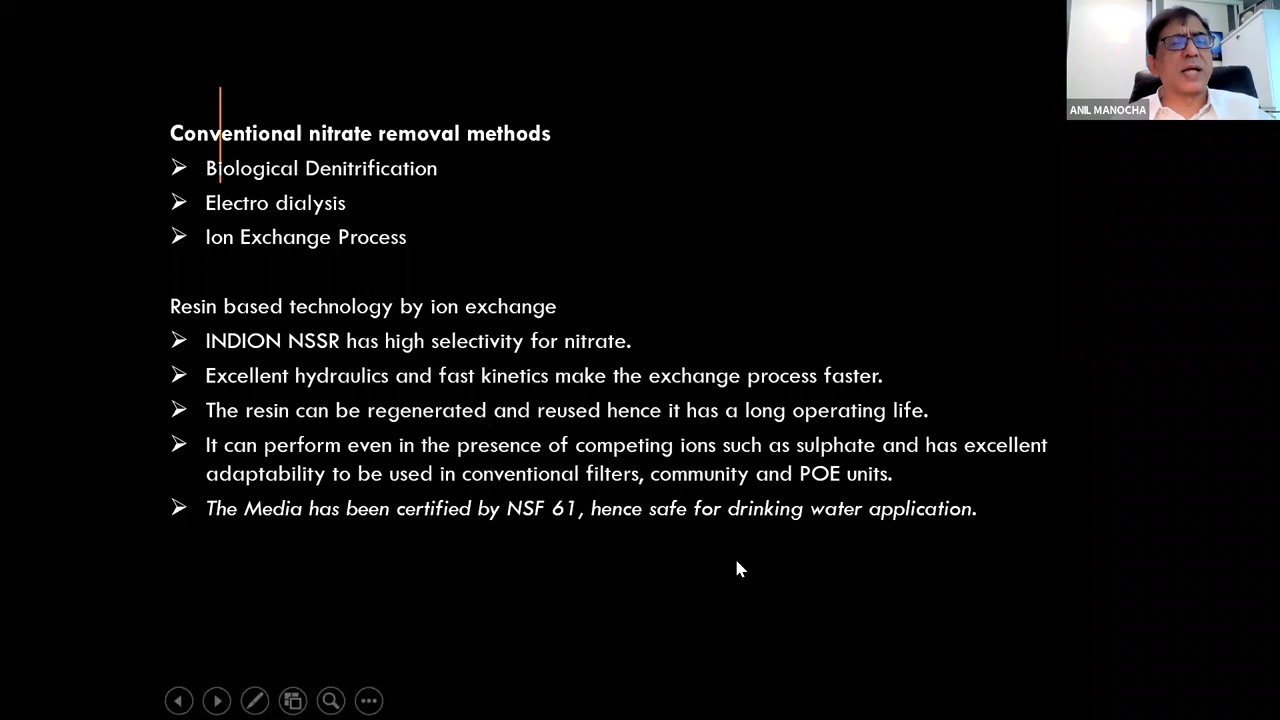 ANIL MANOCHA
Conventional nitrate removal methods
Biological Denitrification
Electro dialysis
Ion Exchange Process
Resin based technology by ion exchange
INDION NSSR has high selectivity for nitrate.
Excellent hydraulics and fast kinetics make the exchange process faster.
The resin can be regenerated and reused hence it has a long operating life.
It can perform even in the presence of competing ions such as sulphate and has excellent
adaptability to be used in conventional filters, community and POE units.
The Media has been certified by NSF 61, hence safe for drinking water application.